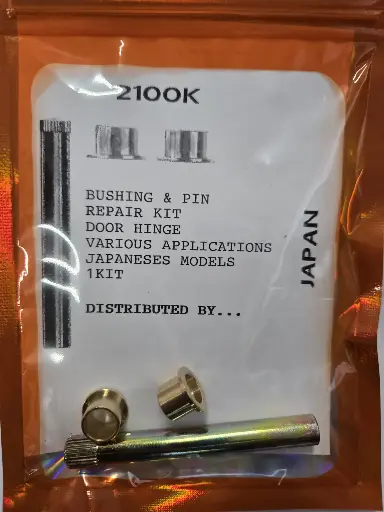 2100K
BUSHING & PIN
REPAIR KIT
DOOR HINGE
VARIOUS APPLICATIONS
JAPANESES MODELS
1KIT
DISTRIBUTED BY...
JAPAN